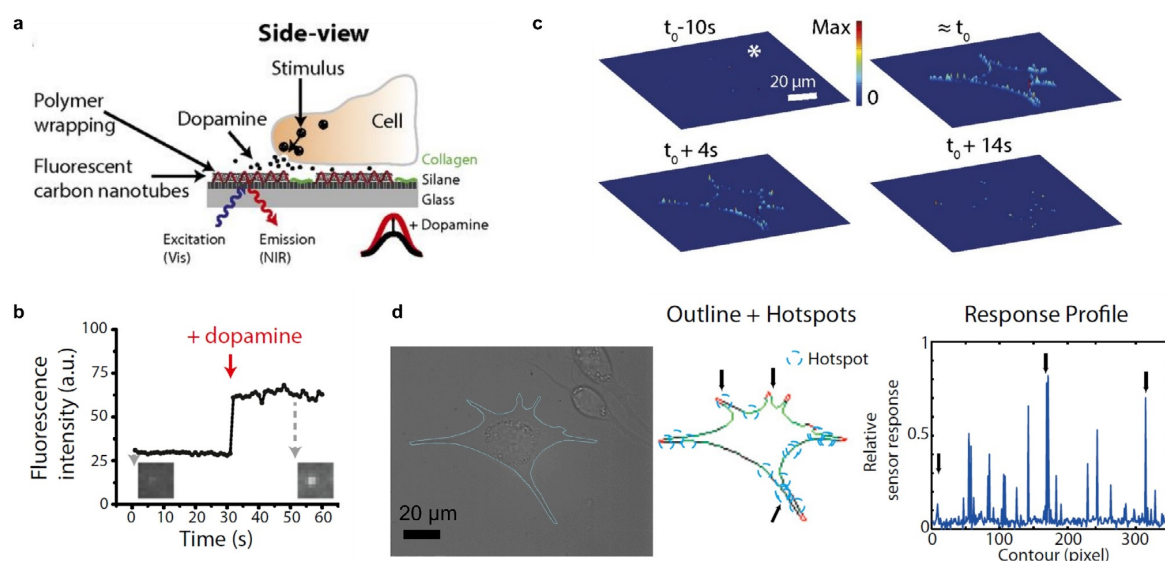 a
Side-view
Stimulus
Polymer
wrapping
Dopamine
Cell
Fluorescent
carbon nanotubes
Collagen
Silane
Glass
+ Dopamine
Excitation
(Vis)
Emission
(NIR)
b
+ dopamine
Fluorescence
intensity (a.u.)
100
75
50
25
0
0 10 20 30 40 50 60
Time (s)
c
t0-10s
*
20 μm
Max
0
≈ t0
t0 + 4s
t0 + 14s
d
20 μm
Outline + Hotspots
Hotspot
Response Profile
Relative
sensor response
1
0.5
0
0 100 200 300
Contour (pixel)